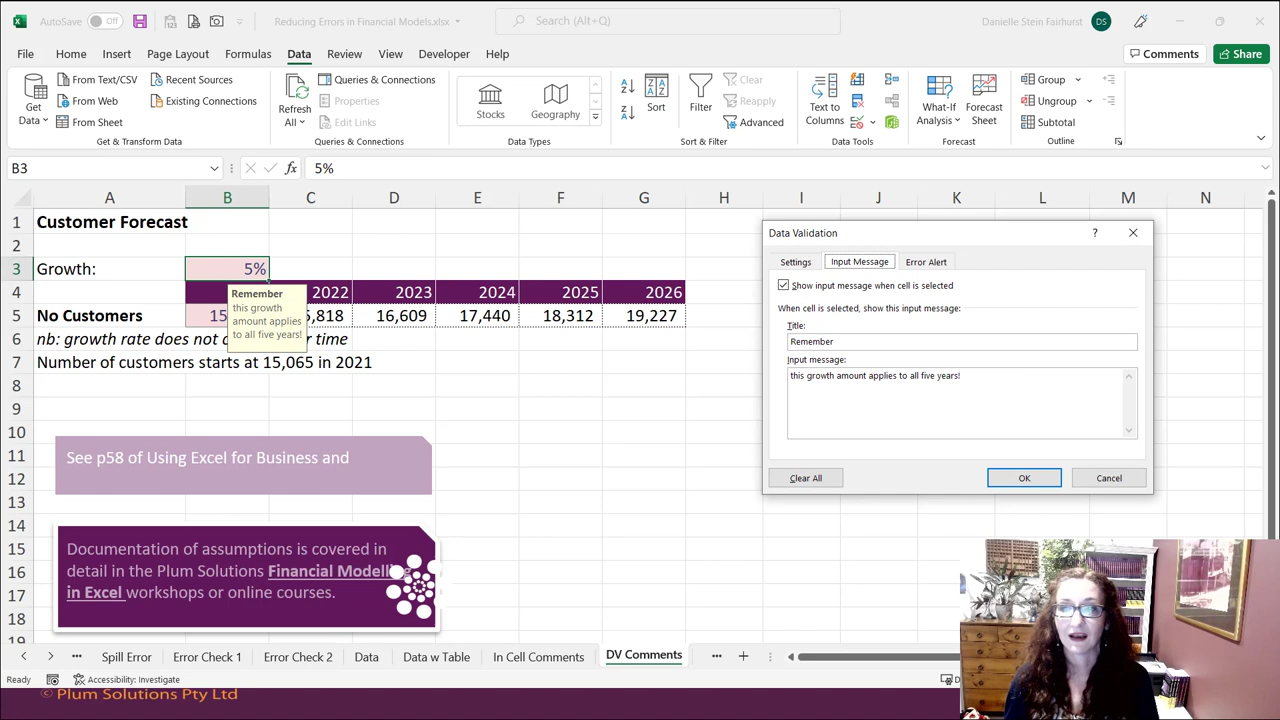 AutoSave
Off
Reducing Errors in Financial Models.xlsx
Search (Alt+Q)
Danielle Stein Fairhurst
DS
File
Home
Insert
Page Layout
Formulas
Data
Review
View
Developer
Help
Comments
Share
Get
Data
From Text/CSV
From Web
From Sheet
Recent Sources
Existing Connections
Get & Transform Data
Refresh
All
Queries & Connections
Properties
Edit Links
Queries & Connections
Stocks
Geography
Data Types
Sort
Filter
Clear
Reapply
Advanced
Sort & Filter
Text to
Columns
Data Tools
What-If
Analysis
Forecast
Sheet
Forecast
Group
Ungroup
Subtotal
Outline
B3
fx
5%
A B C D E F G H I J K L M N
1 Customer Forecast
2
3 Growth: 5%
4 2022 2023 2024 2025 2026
5 No Customers 15 5,818 16,609 17,440 18,312 19,227
Remember
this growth
amount applies
to all five years!
6 nb: growth rate does not c r time
7 Number of customers starts at 15,065 in 2021
8
9
10
11
12
13
14
15
16
17
18
19
See p58 of Using Excel for Business and
Documentation of assumptions is covered in
detail in the Plum Solutions Financial Modelling
in Excel workshops or online courses.
Data Validation
?
Settings
Input Message
Error Alert
Show input message when cell is selected
When cell is selected, show this input message:
Title:
Remember
Input message:
this growth amount applies to all five years!
Clear All
OK
Cancel
Spill Error
Error Check 1
Error Check 2
Data
Data w Table
In Cell Comments
DV Comments
Ready
Accessibility: Investigate
© Plum Solutions Pty Ltd